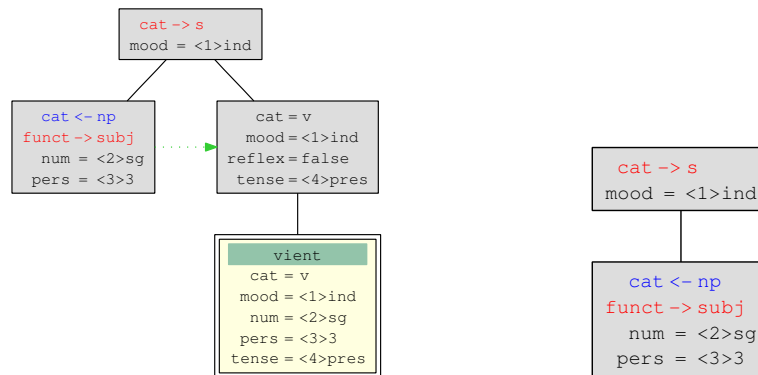 cat -> s
mood = <1>ind
cat <- np
funct -> subj
num = <2>sg
pers = <3>3
cat = v
mood = <1>ind
reflex = false
tense = <4>pres
vient
cat = v
mood = <1>ind
num = <2>sg
pers = <3>3
tense = <4>pres
cat -> s
mood = <1>ind
cat <- np
funct -> subj
num = <2>sg
pers = <3>3